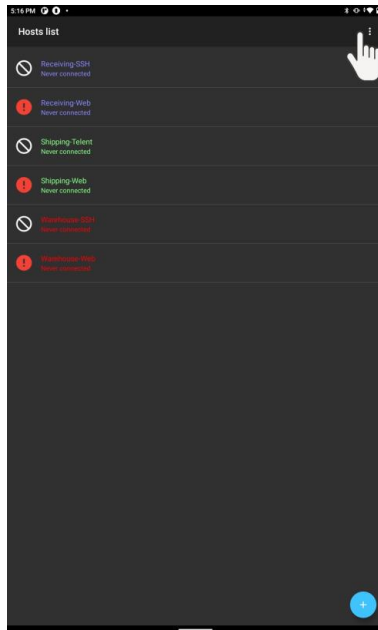 5:16 PM
Hosts list
Receiving-SSH
Never connected
Receiving-Web
Never connected
Shipping-Telent
Never connected
Shipping-Web
Never connected
Warehouse-SSH
Never connected
Warehouse-Web
Never connected